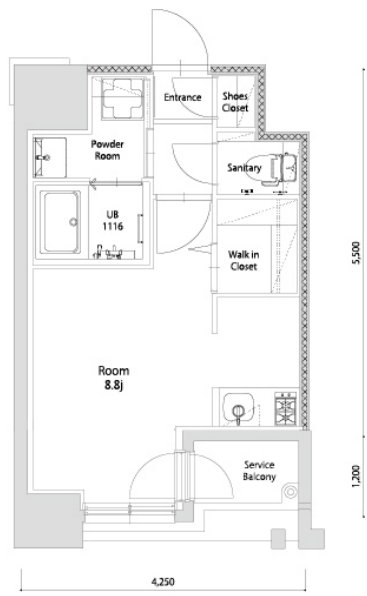 Entrance
Shoes
Closet
Powder
Room
Sanitary
UB
1116
Walk in
Closet
5,500
Room
8.8j
Service
Balcony
1,200
4,250